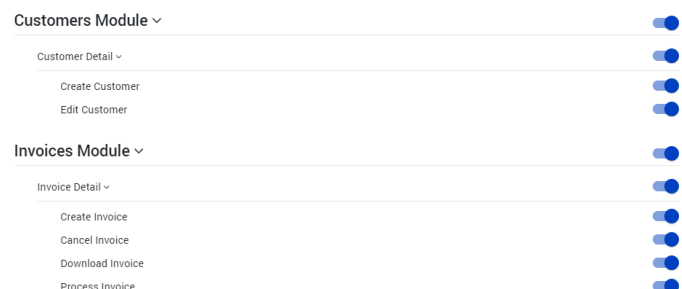 Customers Module
Customer Detail
Create Customer
Edit Customer
Invoices Module
Invoice Detail
Create Invoice
Cancel Invoice
Download Invoice
Process Invoice